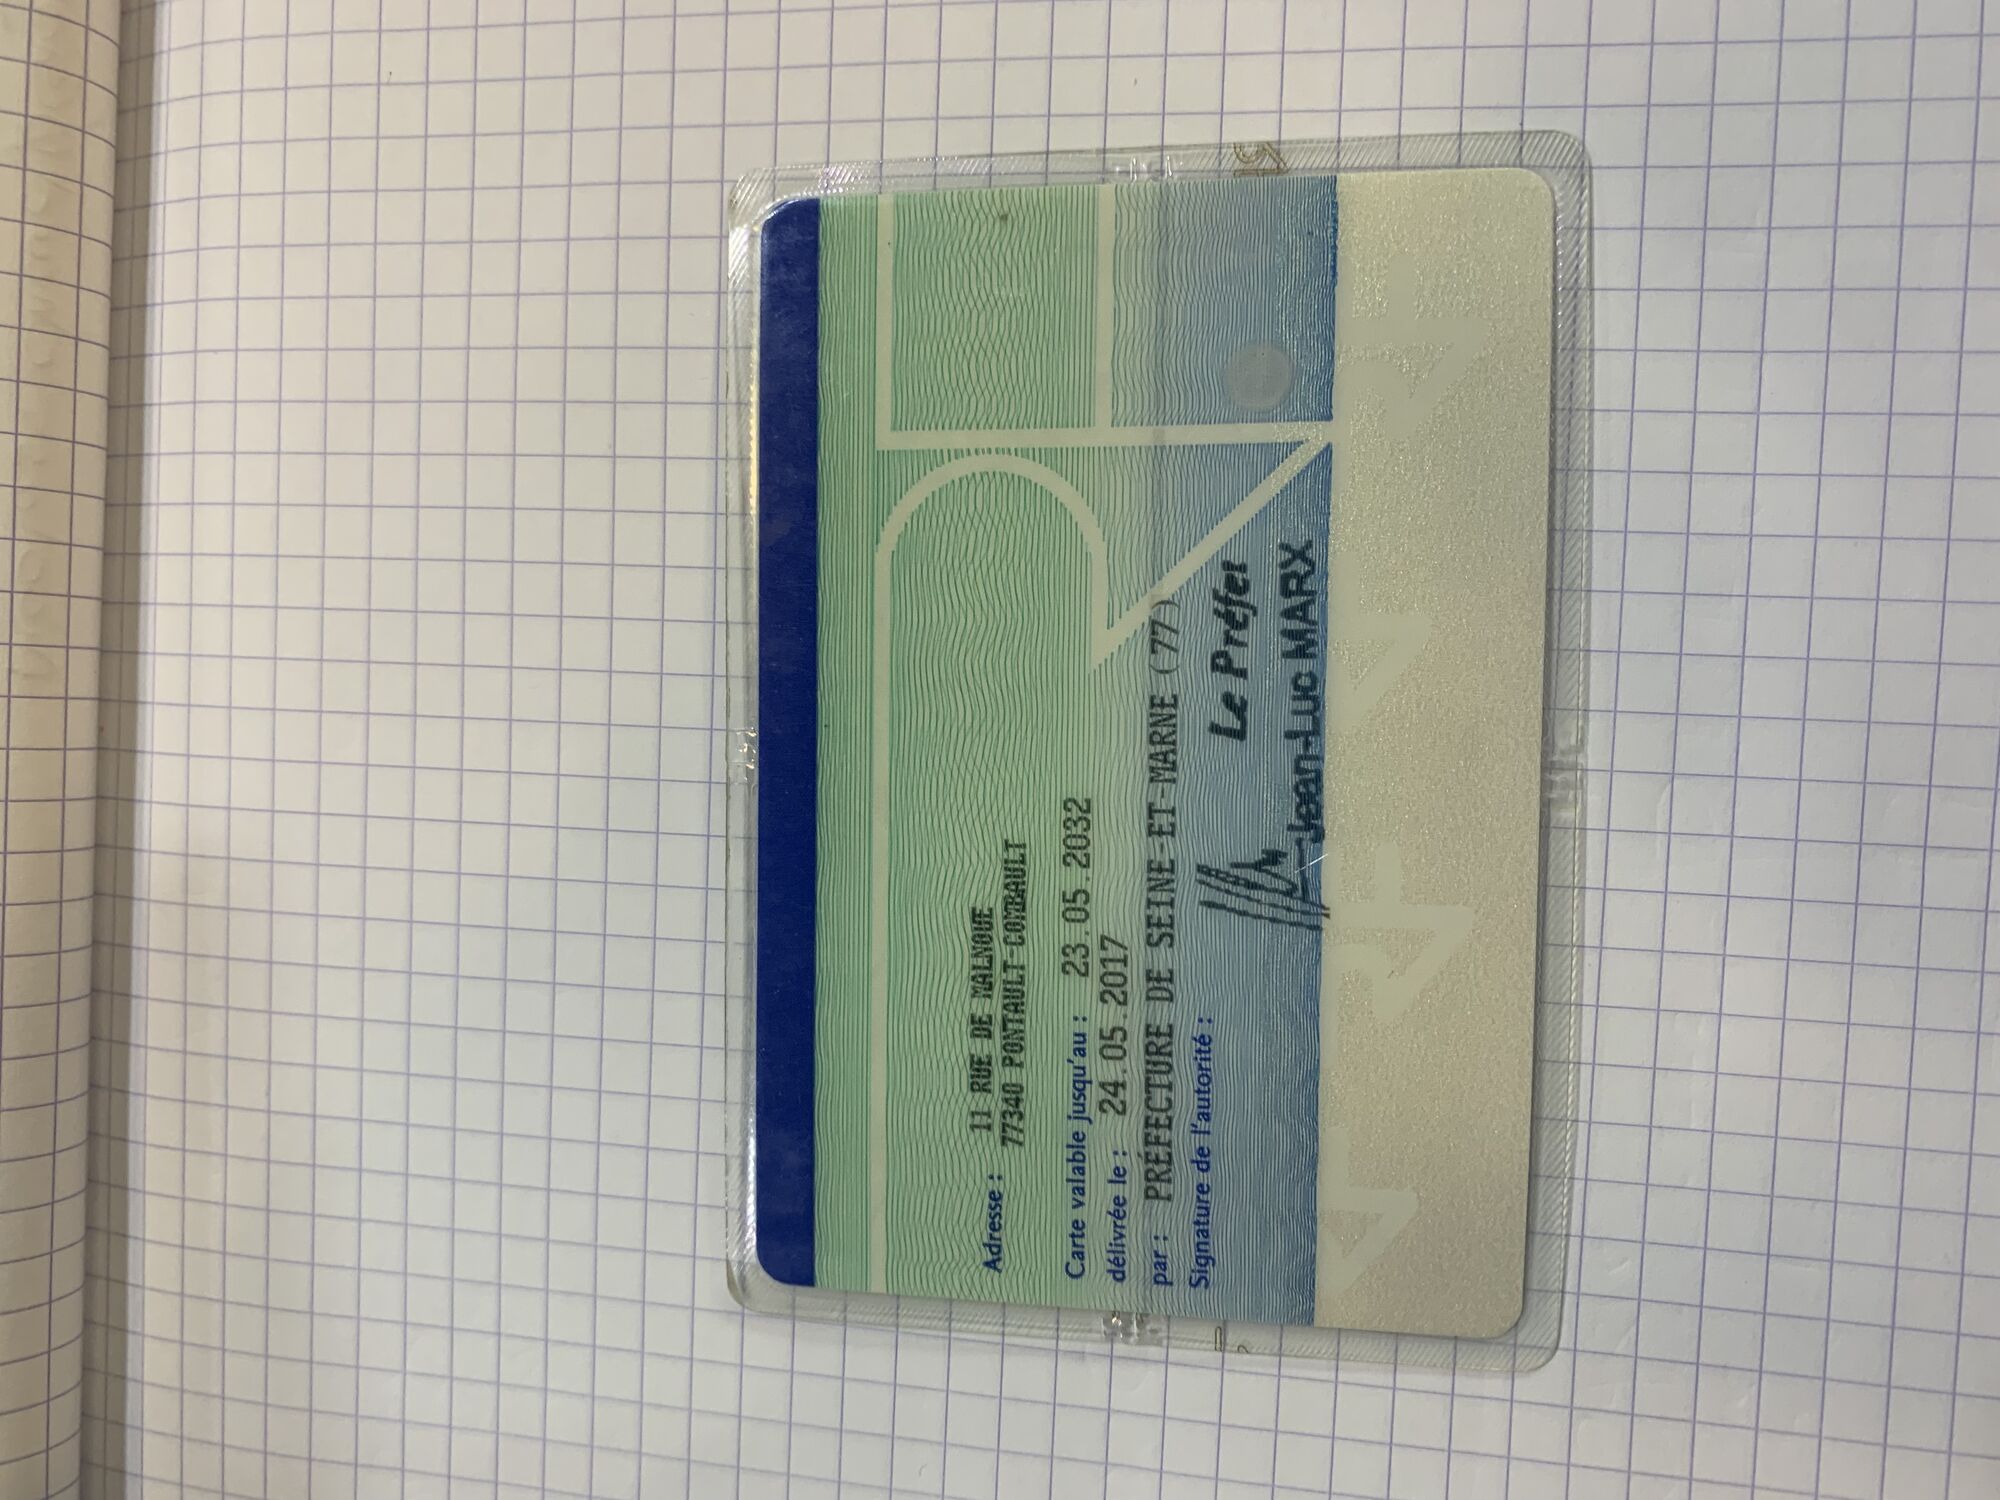 Adresse : 11 RUE DE MALNOUE
77340 PONTAULT-COMBAULT
Carte valable jusqu'au : 23.05.2032
délivrée le : 24.05.2017
par : PRÉFECTURE DE SEINE-ET-MARNE (77)
Signature de l'autorité :
Le Préfet
Jean-Luc MARX